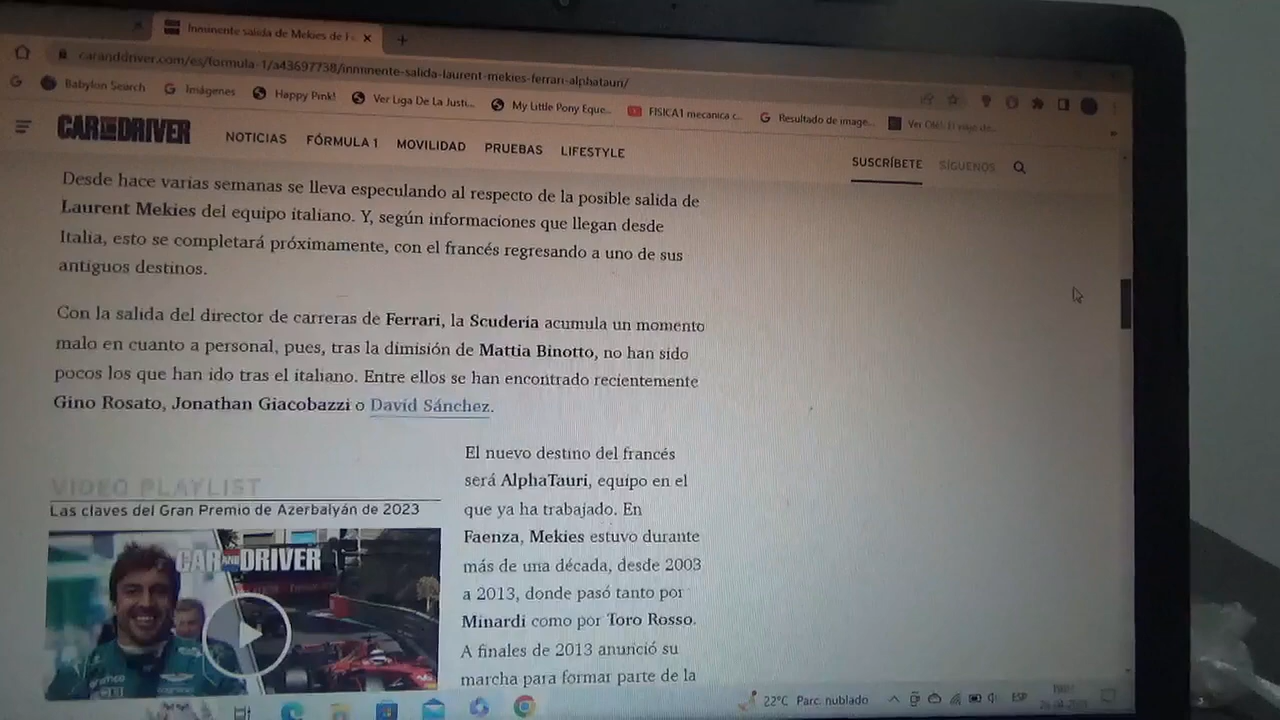 Inminente salida de Mekies de F
caranddriver.com/es/formula-1/a43697738/inminente-salida-laurent-mekies-ferrari-alphatauri/
Babylon Search
Imágenes
Happy Pink!
Ver Liga De La Justi...
My Little Pony Eque...
FISICA1 mecanica c...
Resultado de image...
CAR AND DRIVER
NOTICIAS
FÓRMULA 1
MOVILIDAD
PRUEBAS
LIFESTYLE
SUSCRÍBETE
SÍGUENOS
Desde hace varias semanas se lleva especulando al respecto de la posible salida de
Laurent Mekies del equipo italiano. Y, según informaciones que llegan desde
Italia, esto se completará próximamente, con el francés regresando a uno de sus
antiguos destinos.
Con la salida del director de carreras de Ferrari, la Scuderia acumula un momento
malo en cuanto a personal, pues, tras la dimisión de Mattia Binotto, no han sido
pocos los que han ido tras el italiano. Entre ellos se han encontrado recientemente
Gino Rosato, Jonathan Giacobazzi o David Sánchez.
VIDEO PLAYLIST
Las claves del Gran Premio de Azerbaiyán de 2023
CAR AND DRIVER
aramco
El nuevo destino del francés
será AlphaTauri, equipo en el
que ya ha trabajado. En
Faenza, Mekies estuvo durante
más de una década, desde 2003
a 2013, donde pasó tanto por
Minardi como por Toro Rosso.
A finales de 2013 anunció su
marcha para formar parte de la
22°C Parc. nublado
ESP